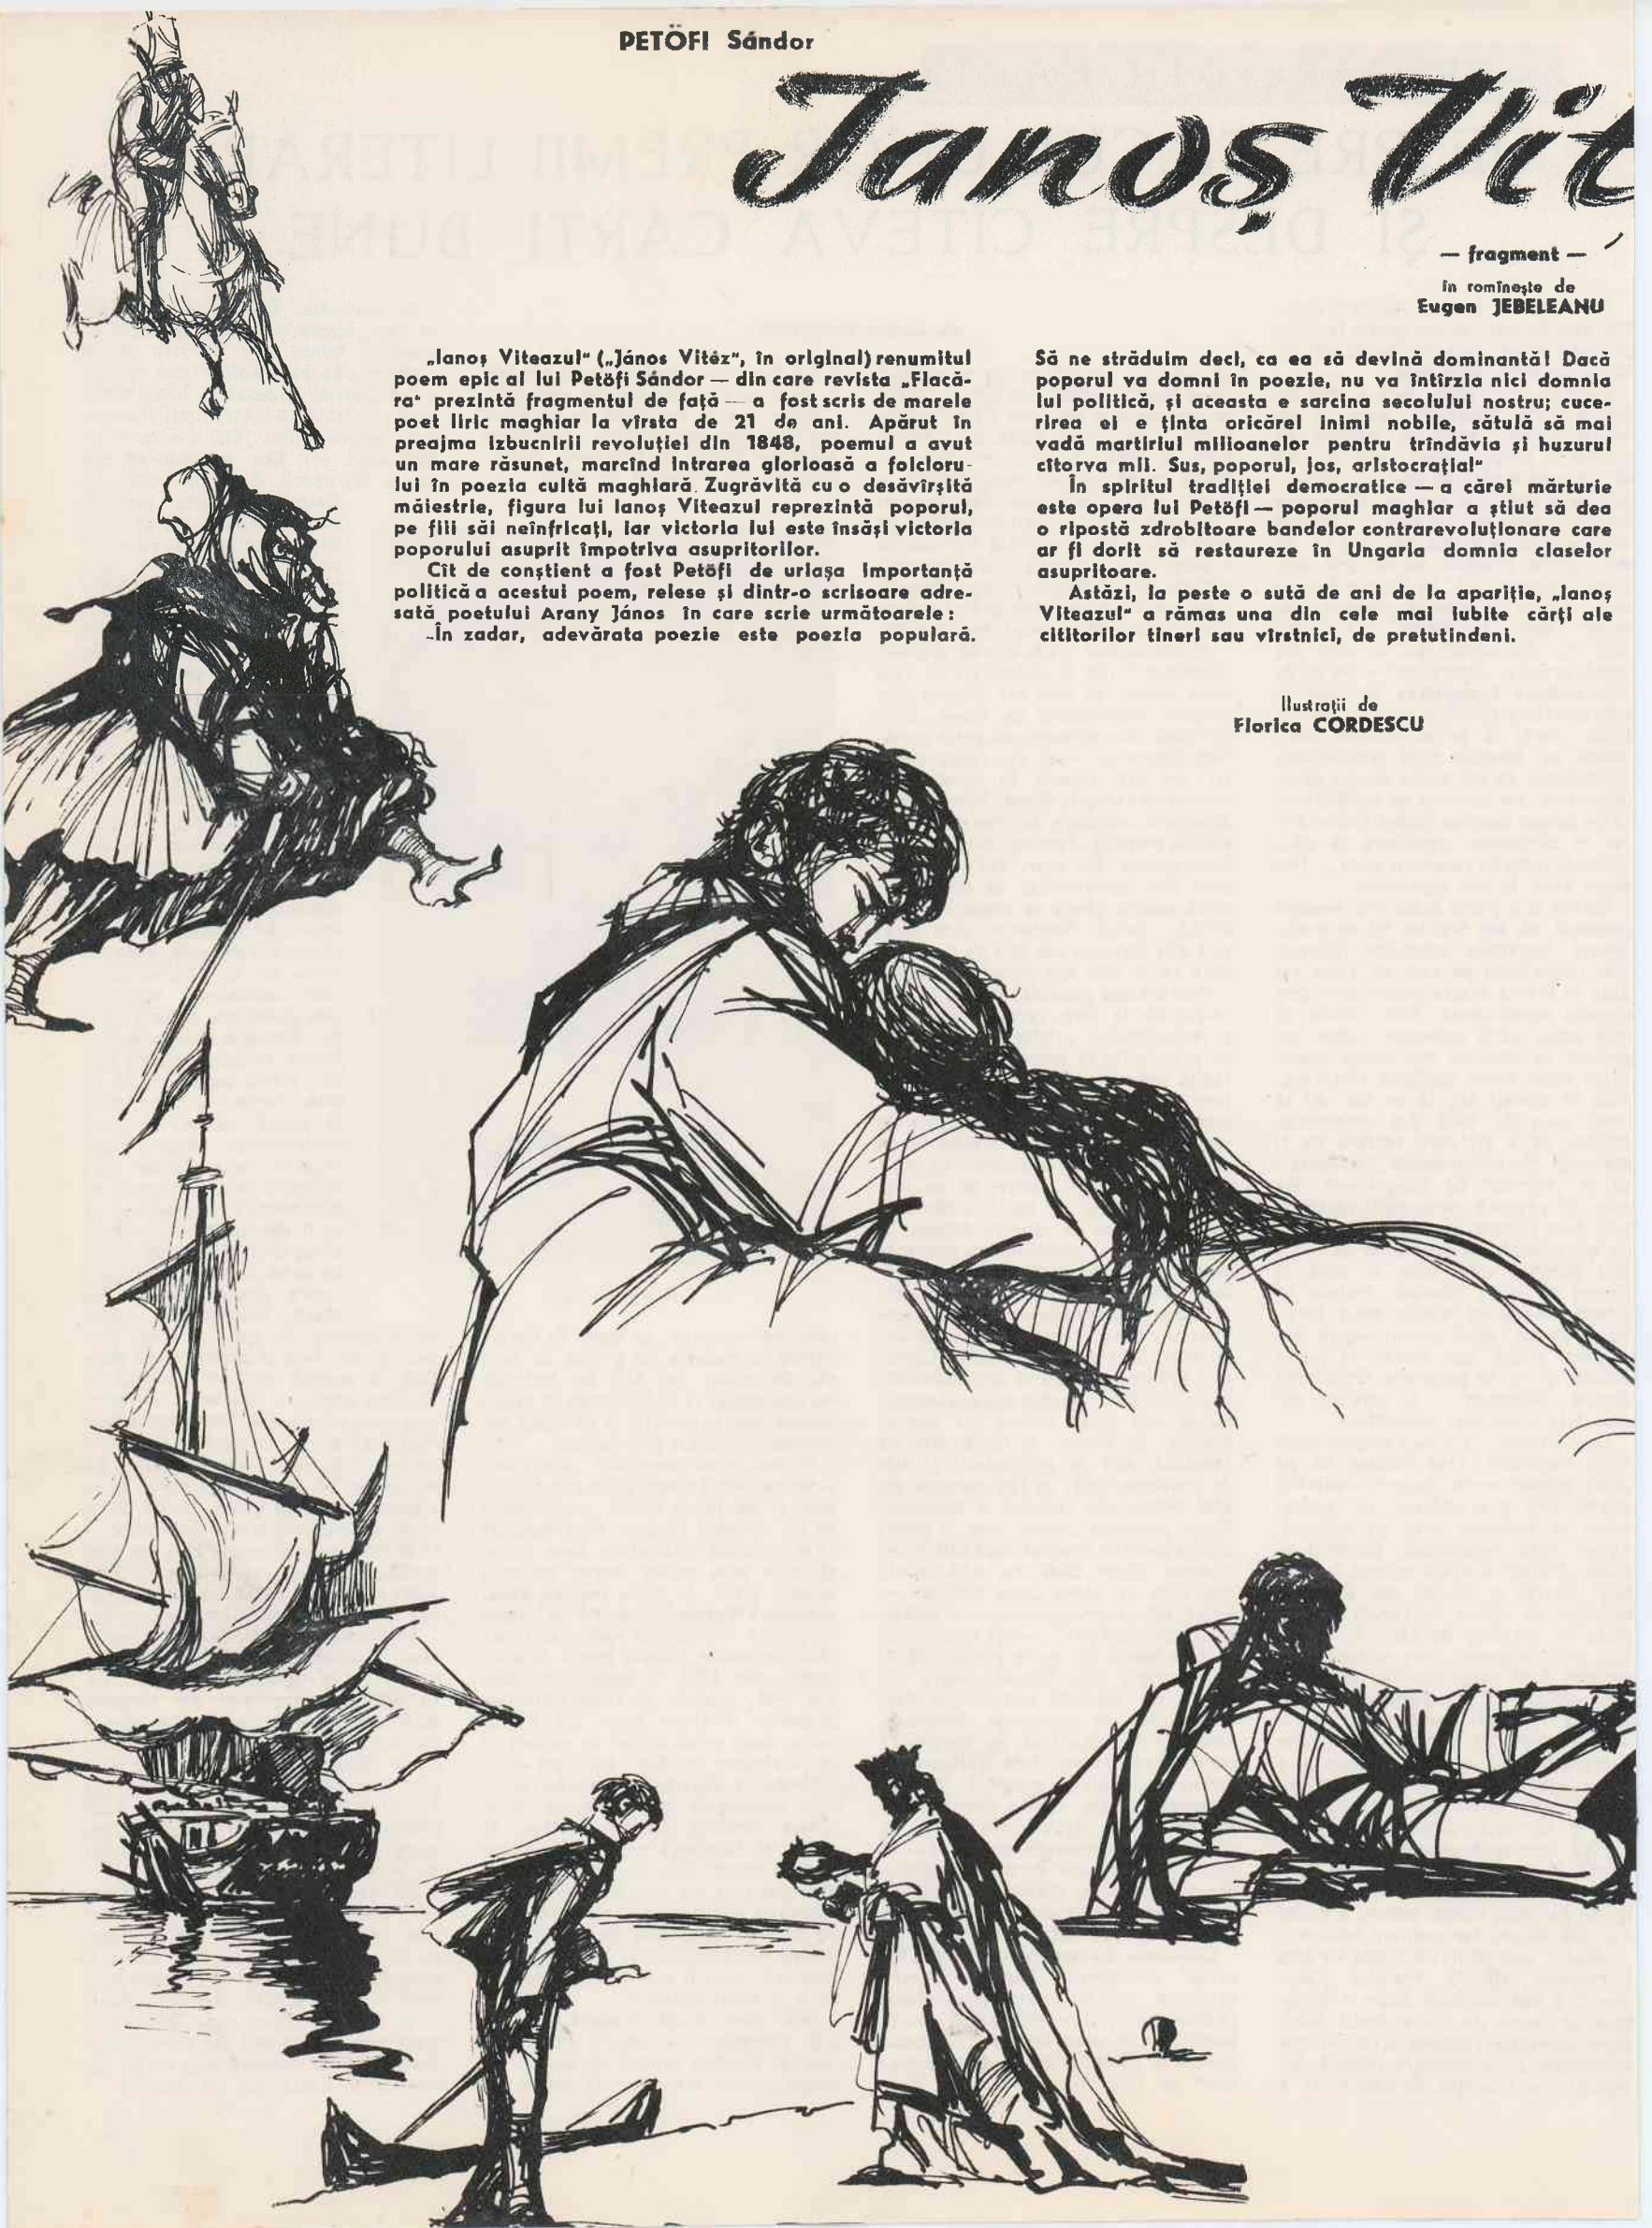 PETÖFI Sándor
Ianoș Vit
— fragment —
în romînește de
Eugen JEBELEANU
„Ianoș Viteazul“ („János Vitéz“, în original) renumitul
poem epic al lui Petöfi Sándor — din care revista „Flacă-
ra“ prezintă fragmentul de față — a fost scris de marele
poet liric maghiar la vîrsta de 21 de ani. Apărut în
preajma izbucnirii revoluției din 1848, poemul a avut
un mare răsunet, marcînd intrarea glorioasă a folcloru-
lui în poezia cultă maghiară. Zugrăvită cu o desăvîrșită
măiestrie, figura lui Ianoș Viteazul reprezintă poporul,
pe fiii săi neînfricați, iar victoria lui este însăși victoria
poporului asuprit împotriva asupritorilor.
Cît de conștient a fost Petöfi de uriașa importanță
politică a acestui poem, reiese și dintr-o scrisoare adre-
sată poetului Arany János în care scrie următoarele:
„În zadar, adevărata poezie este poezia populară.
Să ne străduim deci, ca ea să devină dominantă! Dacă
poporul va domni în poezie, nu va întîrzia nici domnia
lui politică, și aceasta e sarcina secolului nostru; cuce-
rirea ei e ținta oricărei inimi nobile, sătulă să mai
vadă martiriul milioanelor pentru trîndăvia și huzurul
cîtorva mii. Sus, poporul, jos, aristocrația!“
În spiritul tradiției democratice — a cărei mărturie
este opera lui Petöfi — poporul maghiar a știut să dea
o ripostă zdrobitoare bandelor contrarevoluționare care
ar fi dorit să restaureze în Ungaria domnia claselor
asupritoare.
Astăzi, la peste o sută de ani de la apariție, „Ianoș
Viteazul“ a rămas una din cele mai iubite cărți ale
cititorilor tineri sau vîrstnici, de pretutindeni.
Ilustrații de
Florica CORDESCU